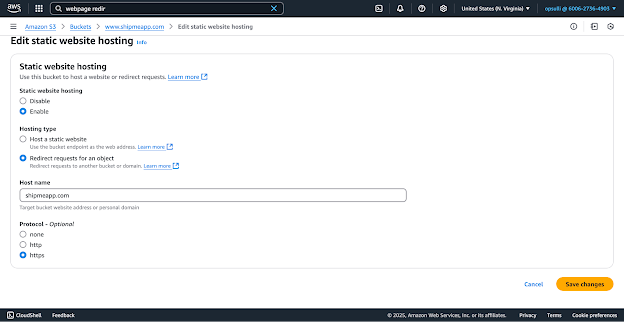 aws
webpage redir
United States (N. Virginia)
opsulli @ 6006-2736-4903
Amazon S3 > Buckets > www.shipmeapp.com > Edit static website hosting
Edit static website hosting Info
Static website hosting
Use this bucket to host a website or redirect requests. Learn more
Static website hosting
Disable
Enable
Hosting type
Host a static website
Use the bucket endpoint as the web address. Learn more
Redirect requests for an object
Redirect requests to another bucket or domain. Learn more
Host name
shipmeapp.com
Target bucket website address or personal domain
Protocol - Optional
none
http
https
Cancel
Save changes
CloudShell Feedback © 2025, Amazon Web Services, Inc. or its affiliates. Privacy Terms Cookie preferences